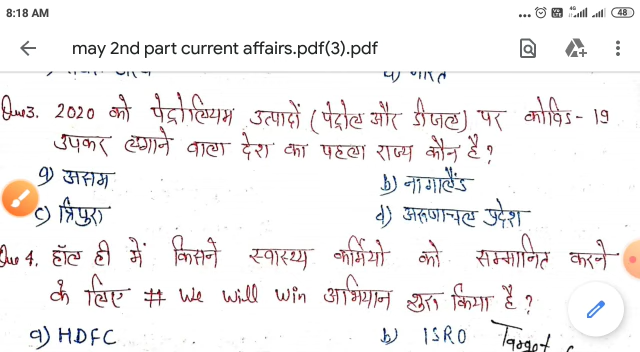 8:18 AM
4G
48
may 2nd part current affairs.pdf(3).pdf
Que3. 2020 को पेट्रोलियम उत्पादों (पेट्रोल और डीजल) पर कोविड - 19
उपकर लगाने वाला देश का पहला राज्य कौन है?
a) असम b) नागालैंड
c) त्रिपुरा d) अरुणाचल प्रदेश
Que 4. हॉल ही में किसने स्वास्थ्य कर्मियो को सम्मानित करने
के लिए # We Will Win अभियान शुरू किया है?
a) HDFC b) ISRO Target